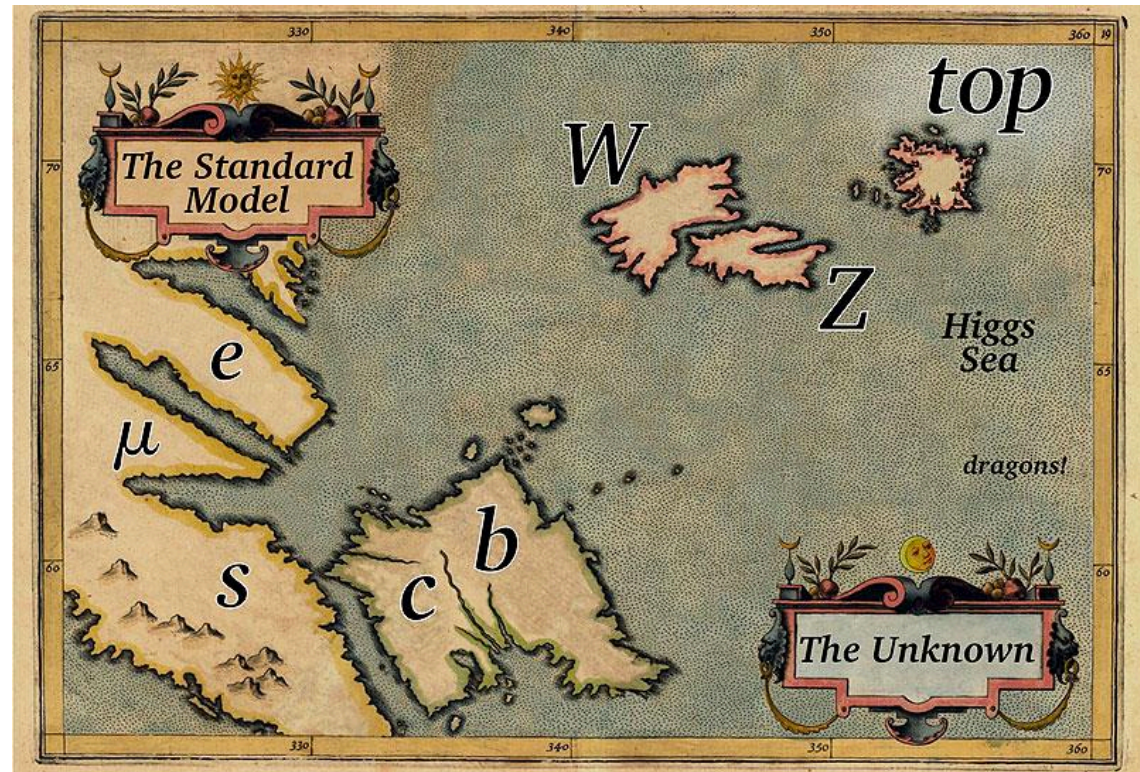 330
340
350
360
19
top
W
70
70
The Standard
Model
Z
Higgs
Sea
e
65
65
μ
dragons!
b
60
60
s
c
The Unknown
330
340
350
360